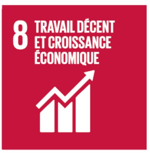 8 TRAVAIL DÉCENT
ET CROISSANCE
ÉCONOMIQUE